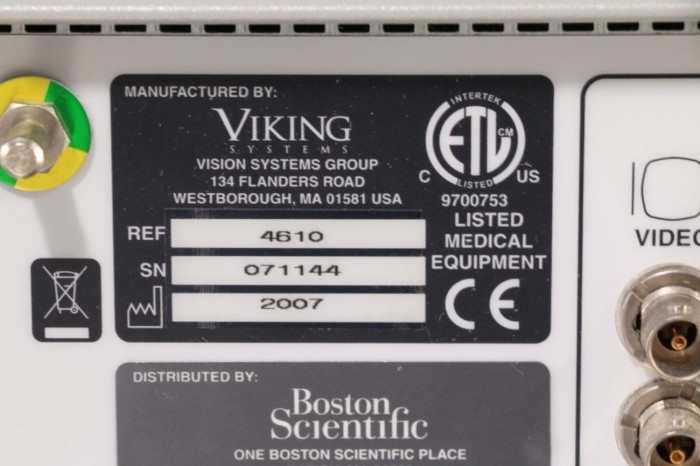 MANUFACTURED BY:
VIKING
SYSTEMS
VISION SYSTEMS GROUP
134 FLANDERS ROAD
WESTBOROUGH, MA 01581 USA
REF 4610
SN 071144
2007
INTERTEK
ETL CM
LISTED
C US
9700753
LISTED
MEDICAL
EQUIPMENT
CE
VIDEO
DISTRIBUTED BY:
Boston
Scientific
ONE BOSTON SCIENTIFIC PLACE